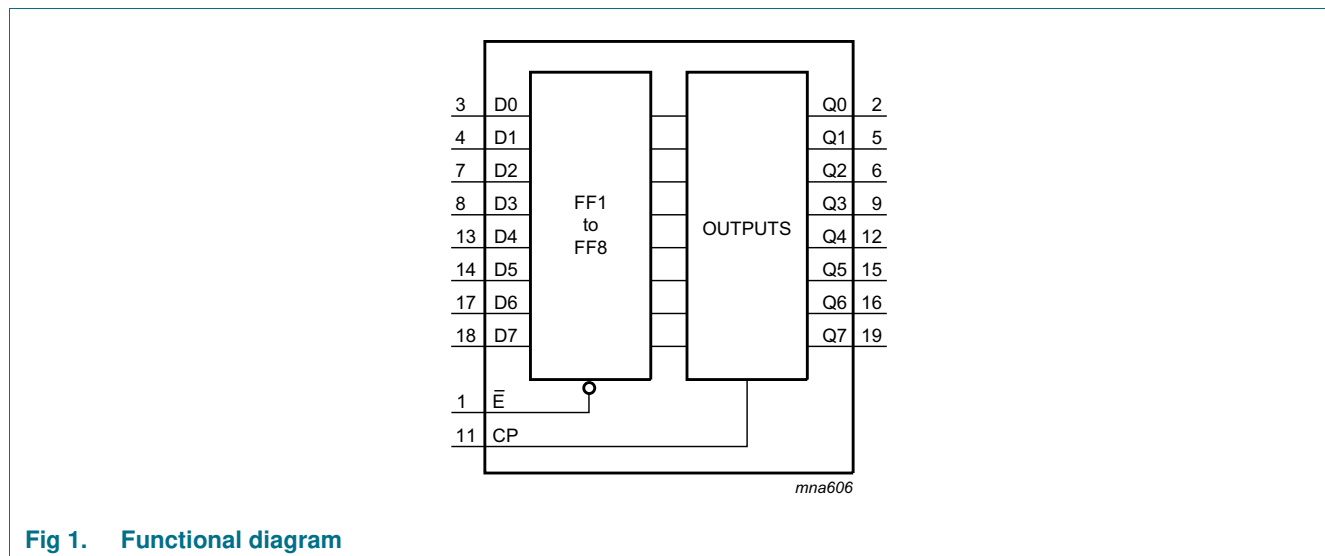 3 D0 Q0 2
4 D1 Q1 5
7 D2 Q2 6
8 D3 Q3 9
FF1
to
FF8
OUTPUTS
13 D4 Q4 12
14 D5 Q5 15
17 D6 Q6 16
18 D7 Q7 19
1 E̅
11 CP
mna606
Fig 1. Functional diagram